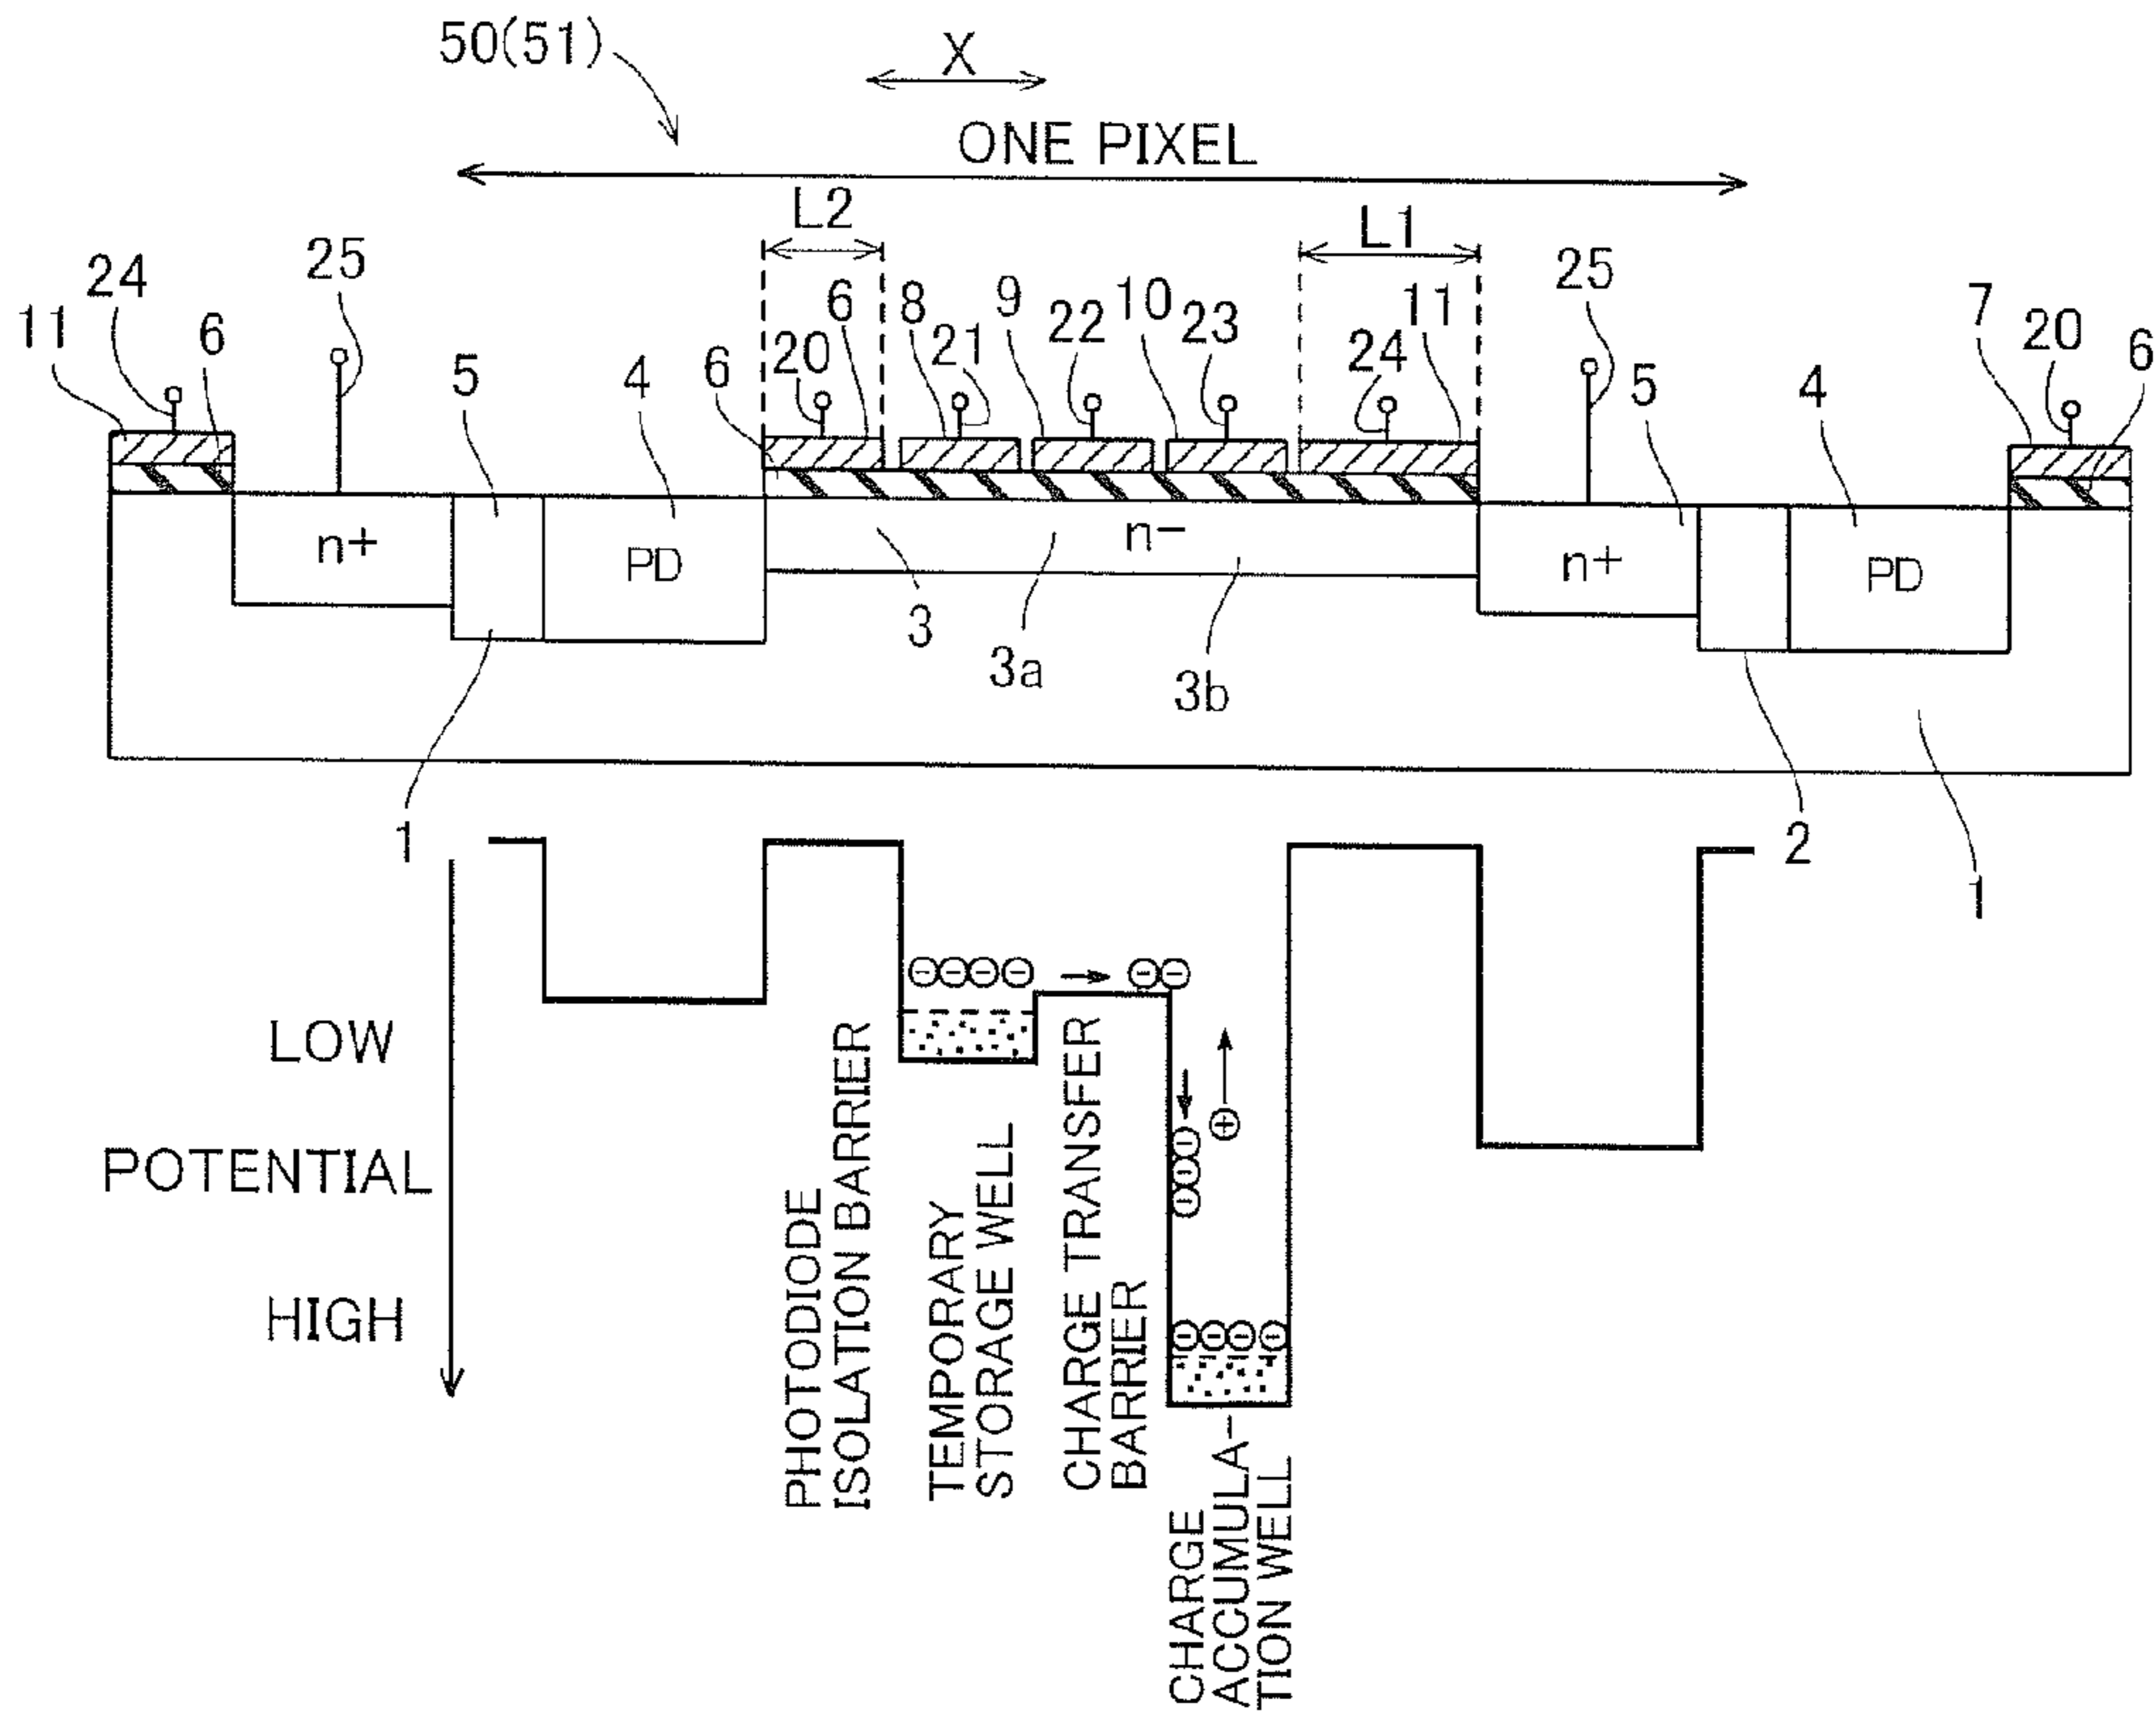 50(51)
X
ONE PIXEL
L2
L1
24
25
11
6
5
4
6
20
6
8
21
9
22
10
23
24
11
25
5
4
7
20
6
n+
PD
n-
n+
PD
3
3a
3b
1
2
1
LOW
POTENTIAL
HIGH
PHOTODIODE
ISOLATION BARRIER
TEMPORARY
STORAGE WELL
CHARGE TRANSFER
BARRIER
CHARGE
ACCUMULA-
TION WELL